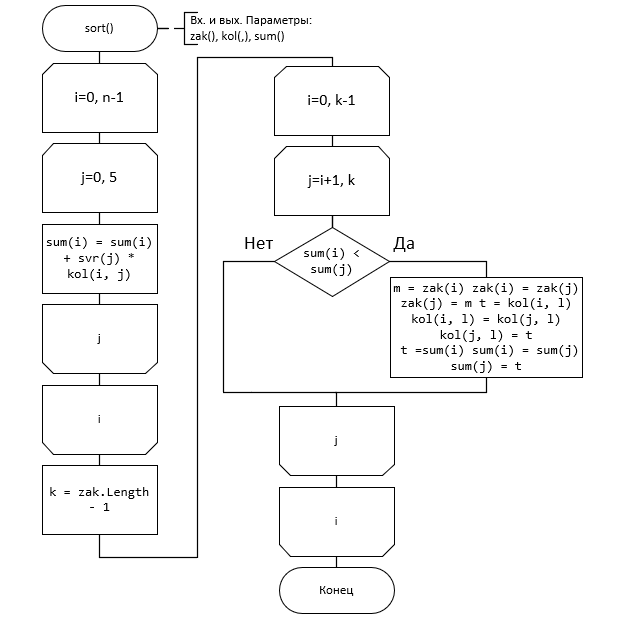 sort()
Вх. и вых. Параметры:
zak(), kol(,), sum()
i=0, n-1
j=0, 5
sum(i) = sum(i)
+ svr(j) *
kol(i, j)
j
i
k = zak.Length
- 1
i=0, k-1
j=i+1, k
Нет
Да
sum(i) <
sum(j)
m = zak(i) zak(i) = zak(j)
zak(j) = m t = kol(i, l)
kol(i, l) = kol(j, l)
kol(j, l) = t
t =sum(i) sum(i) = sum(j)
sum(j) = t
j
i
Конец